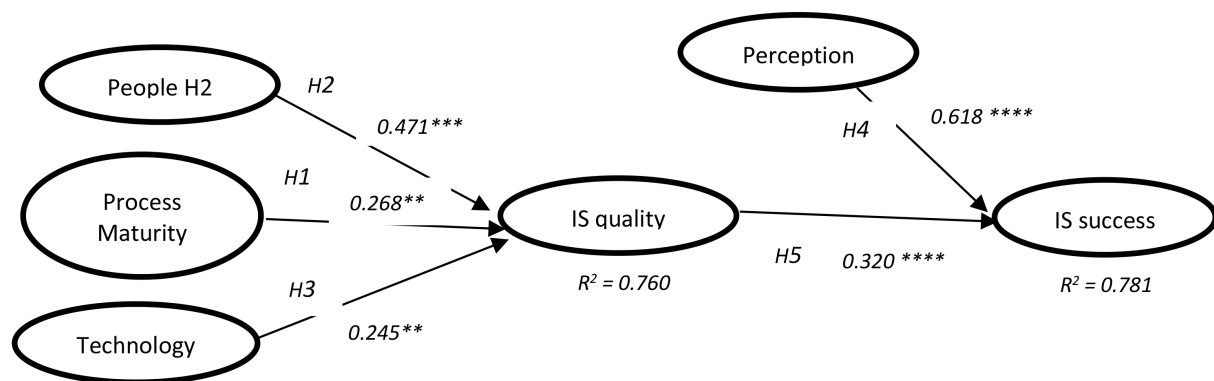 Perception
People H2
H2
0.471***
H4
0.618 ****
Process
Maturity
H1
0.268**
IS quality
IS success
H5
0.320 ****
R² = 0.760
R² = 0.781
H3
0.245**
Technology